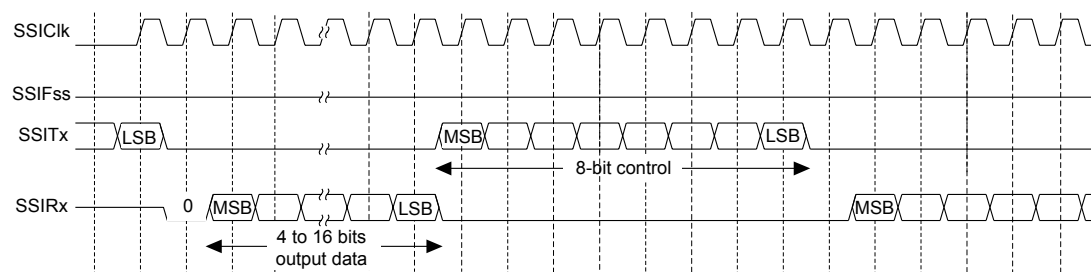 SSIClk
SSIFss
SSITx
LSB
MSB
LSB
8-bit control
SSIRx
0
MSB
LSB
MSB
4 to 16 bits
output data